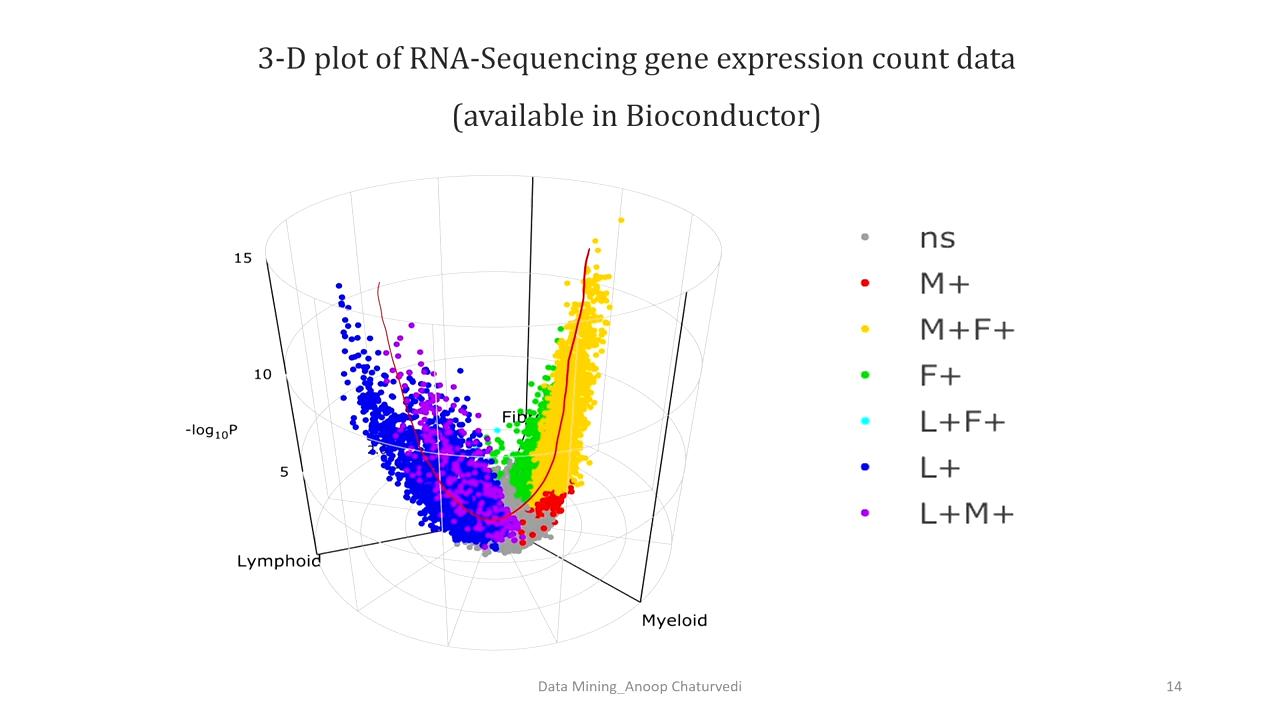 3-D plot of RNA-Sequencing gene expression count data
(available in Bioconductor)
15
10
-log10P
5
Lymphoid
Myeloid
ns
M+
M+F+
F+
L+F+
L+
L+M+
Data Mining_Anoop Chaturvedi
14